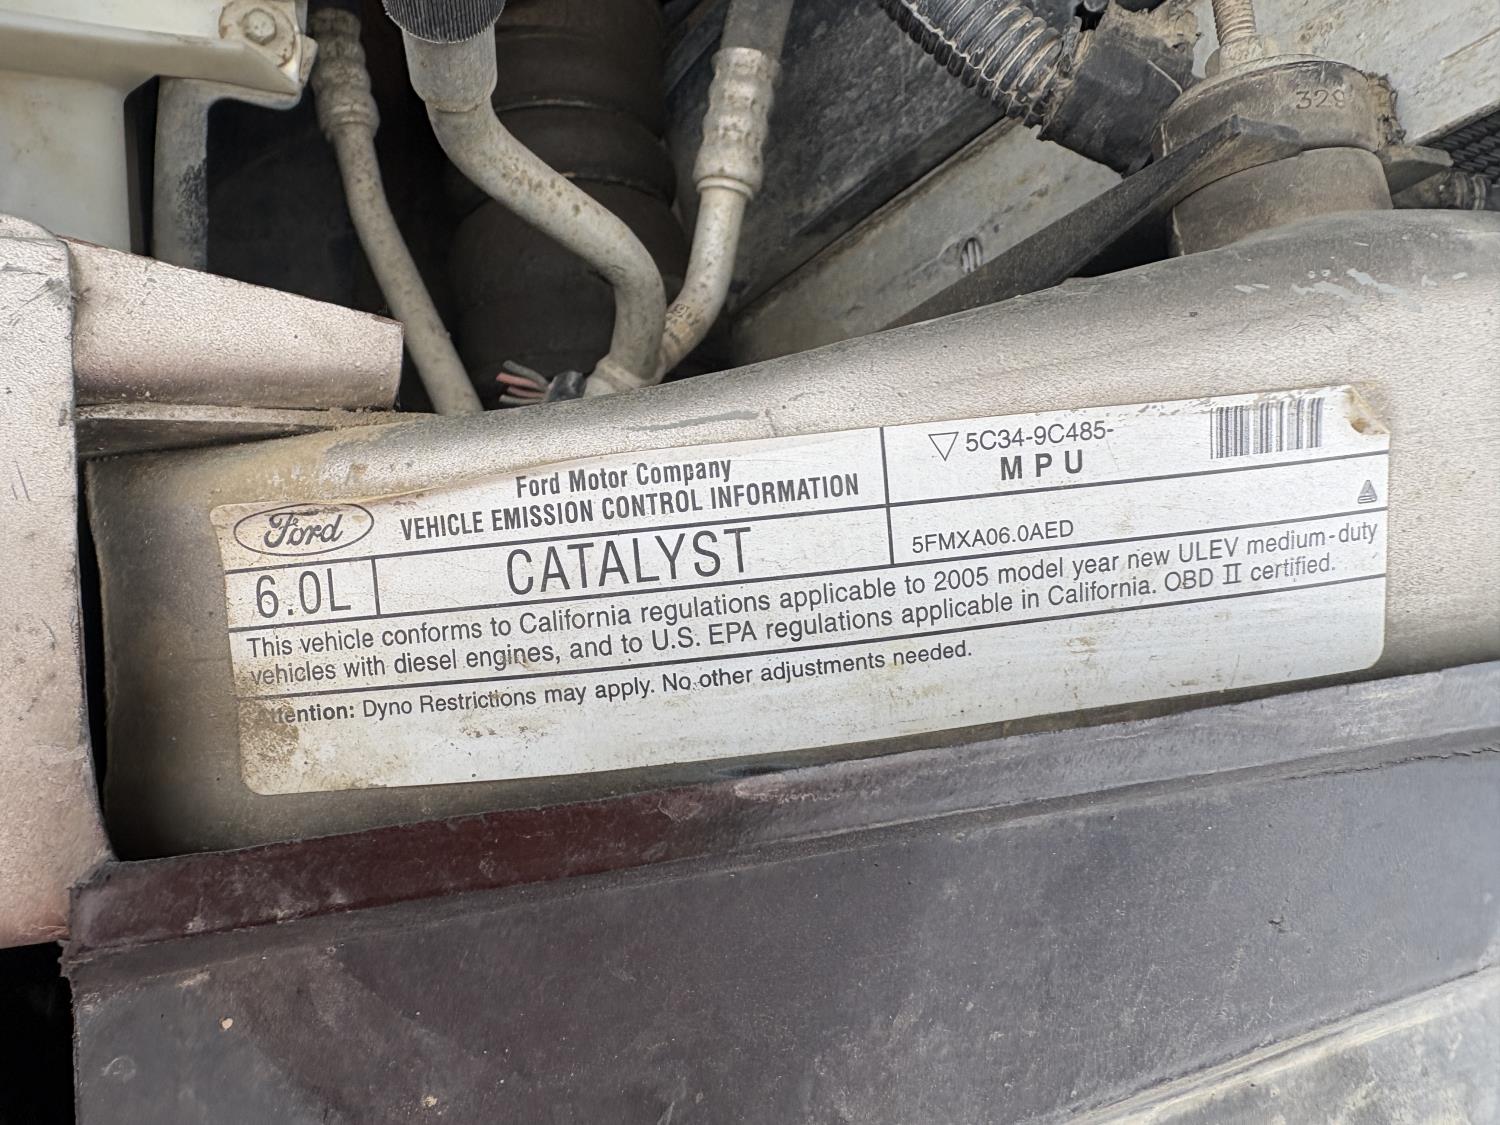 329
Ford
Ford Motor Company
VEHICLE EMISSION CONTROL INFORMATION
5C34-9C485-
MPU
6.0L
CATALYST
5FMXA06.0AED
This vehicle conforms to California regulations applicable to 2005 model year new ULEV medium-duty
vehicles with diesel engines, and to U.S. EPA regulations applicable in California. OBD II certified.
Attention: Dyno Restrictions may apply. No other adjustments needed.